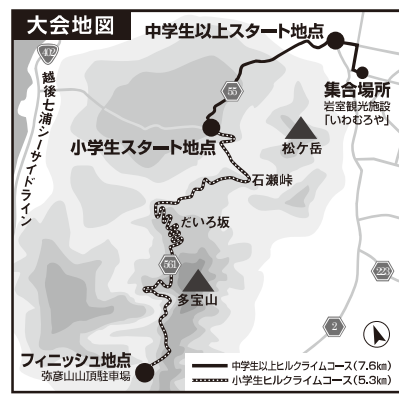 大会地図
中学生以上スタート地点
402
越後七浦シーサイドライン
55
集合場所
岩室観光施設
「いわむろや」
小学生スタート地点
松ケ岳
石瀬峠
だいろ坂
561
多宝山
223
2
フィニッシュ地点
弥彦山山頂駐車場
中学生以上ヒルクライムコース(7.6km)
小学生ヒルクライムコース(5.3km)